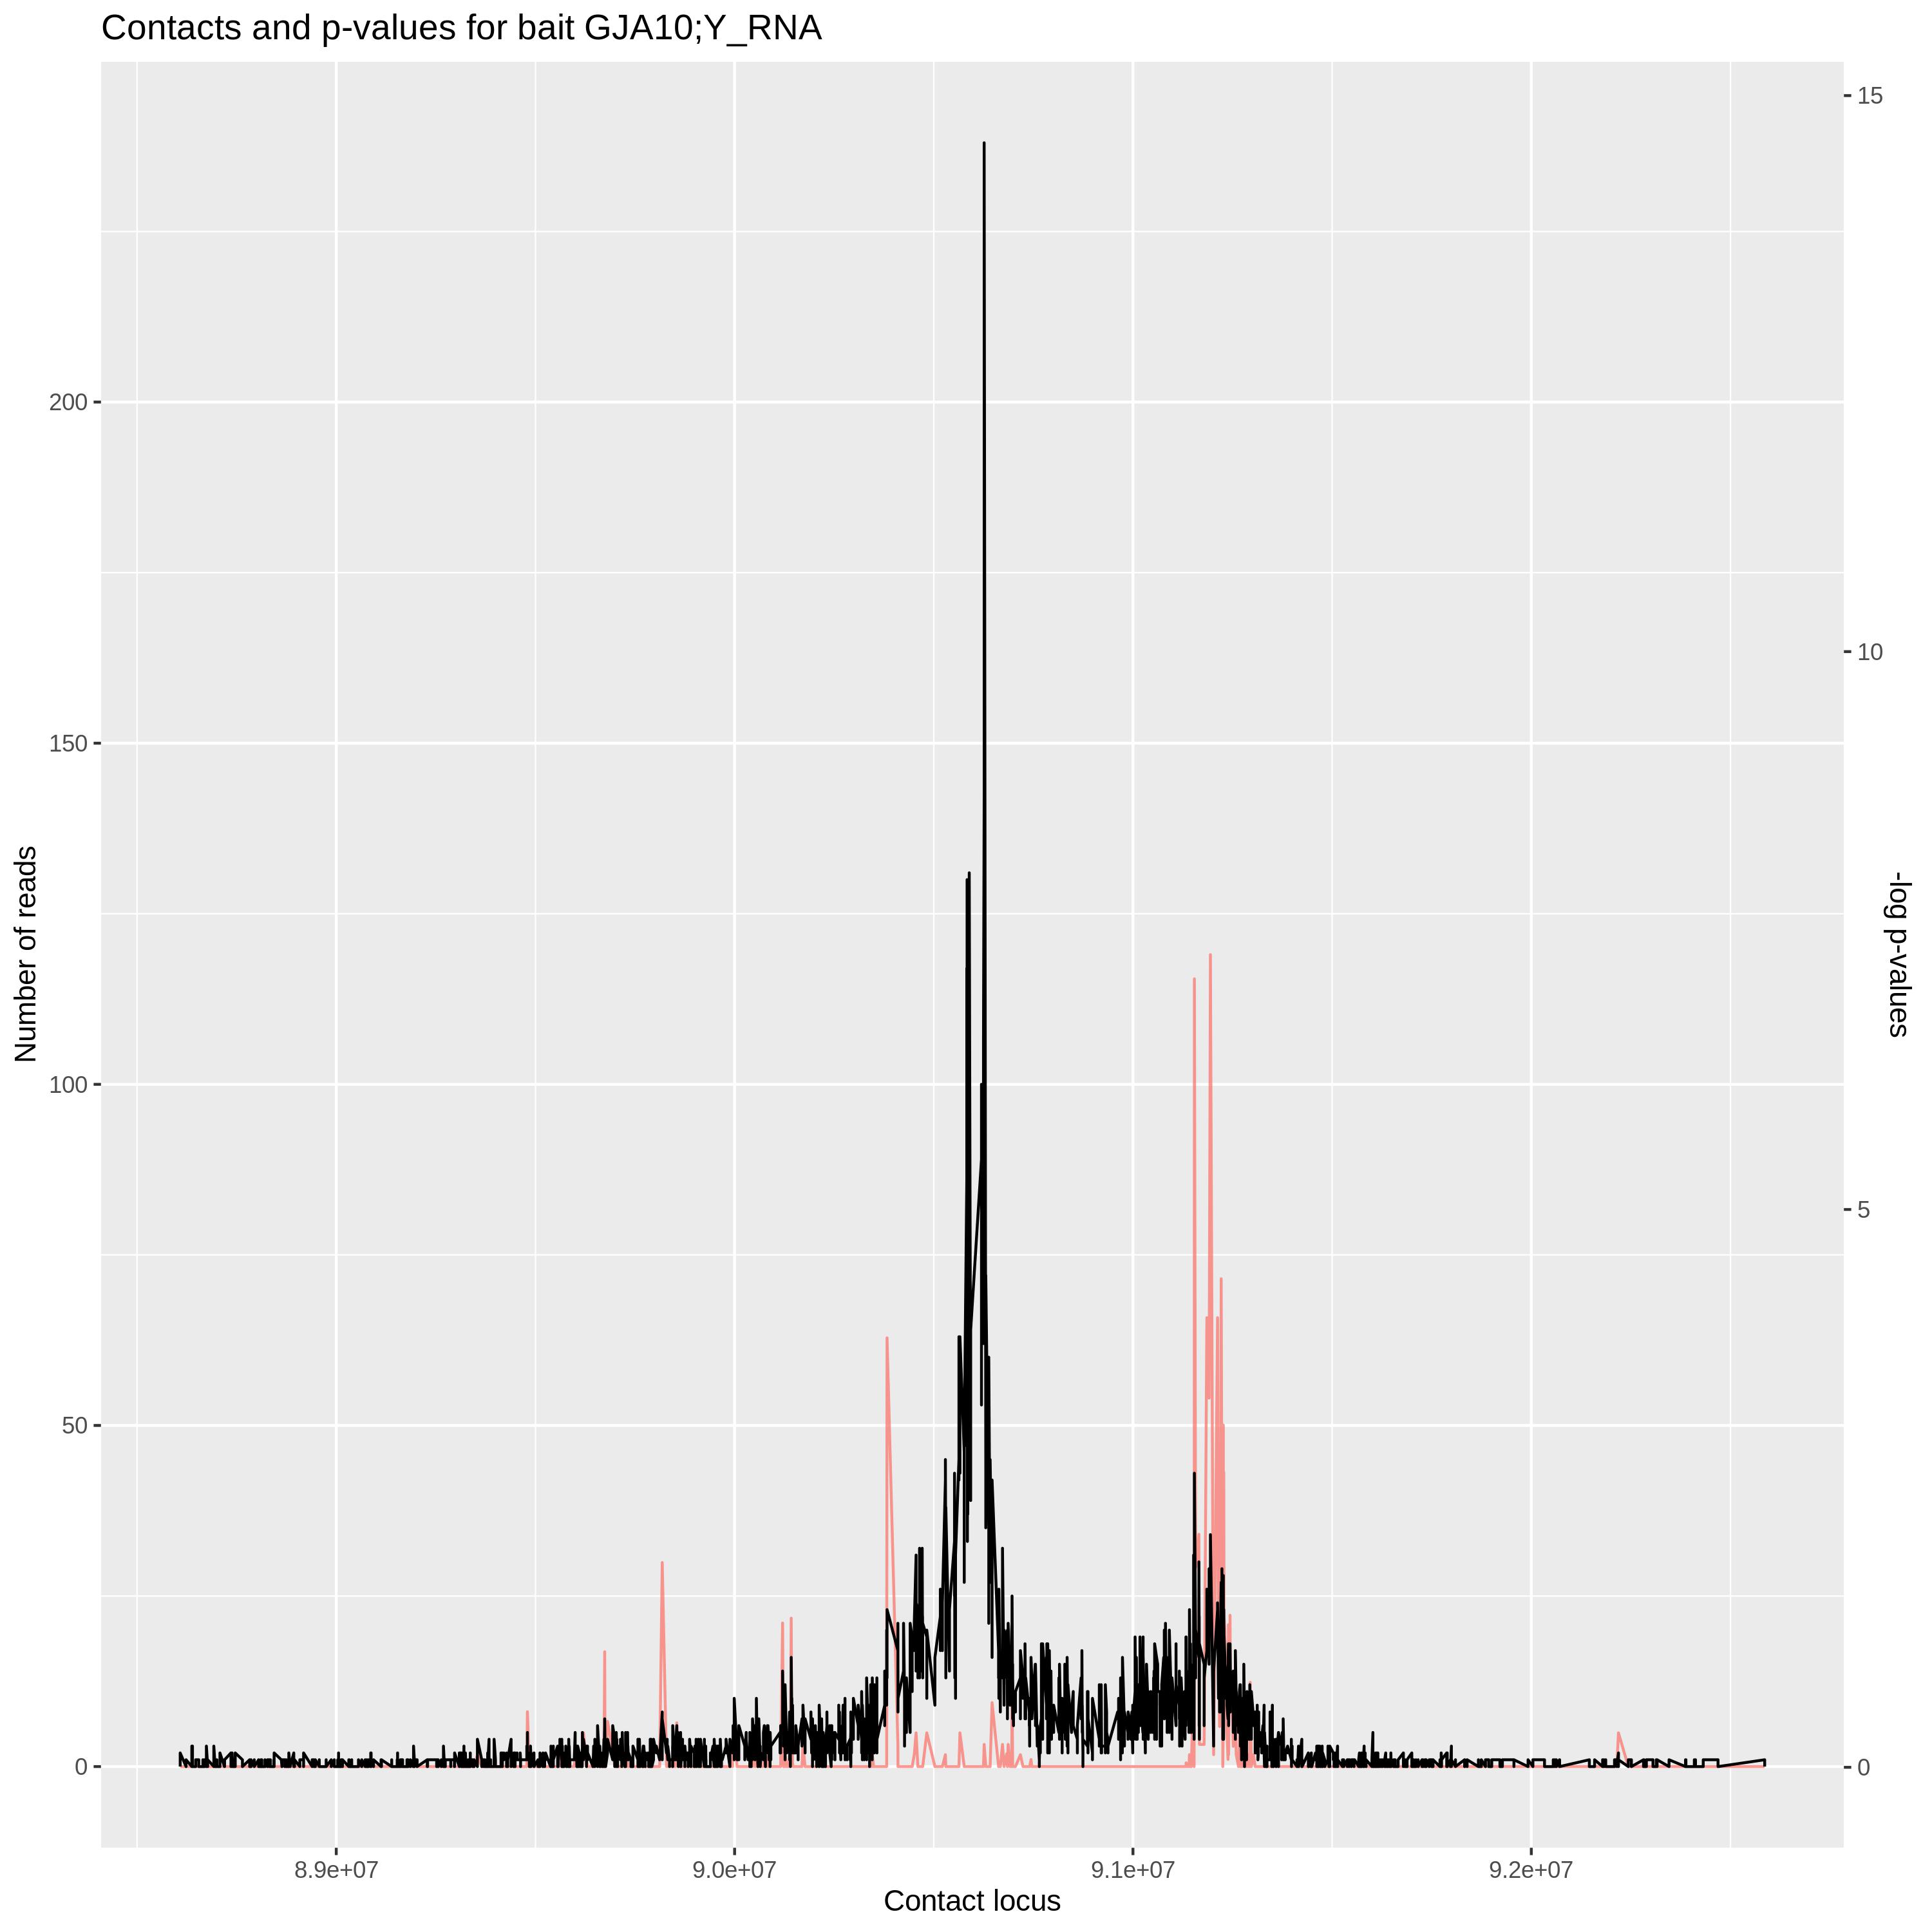 Contacts and p-values for bait GJA10;Y_RNA
15
200
10
150
Number of reads
-log p-values
100
5
50
0
0
8.9e+07
9.0e+07
9.1e+07
9.2e+07
Contact locus